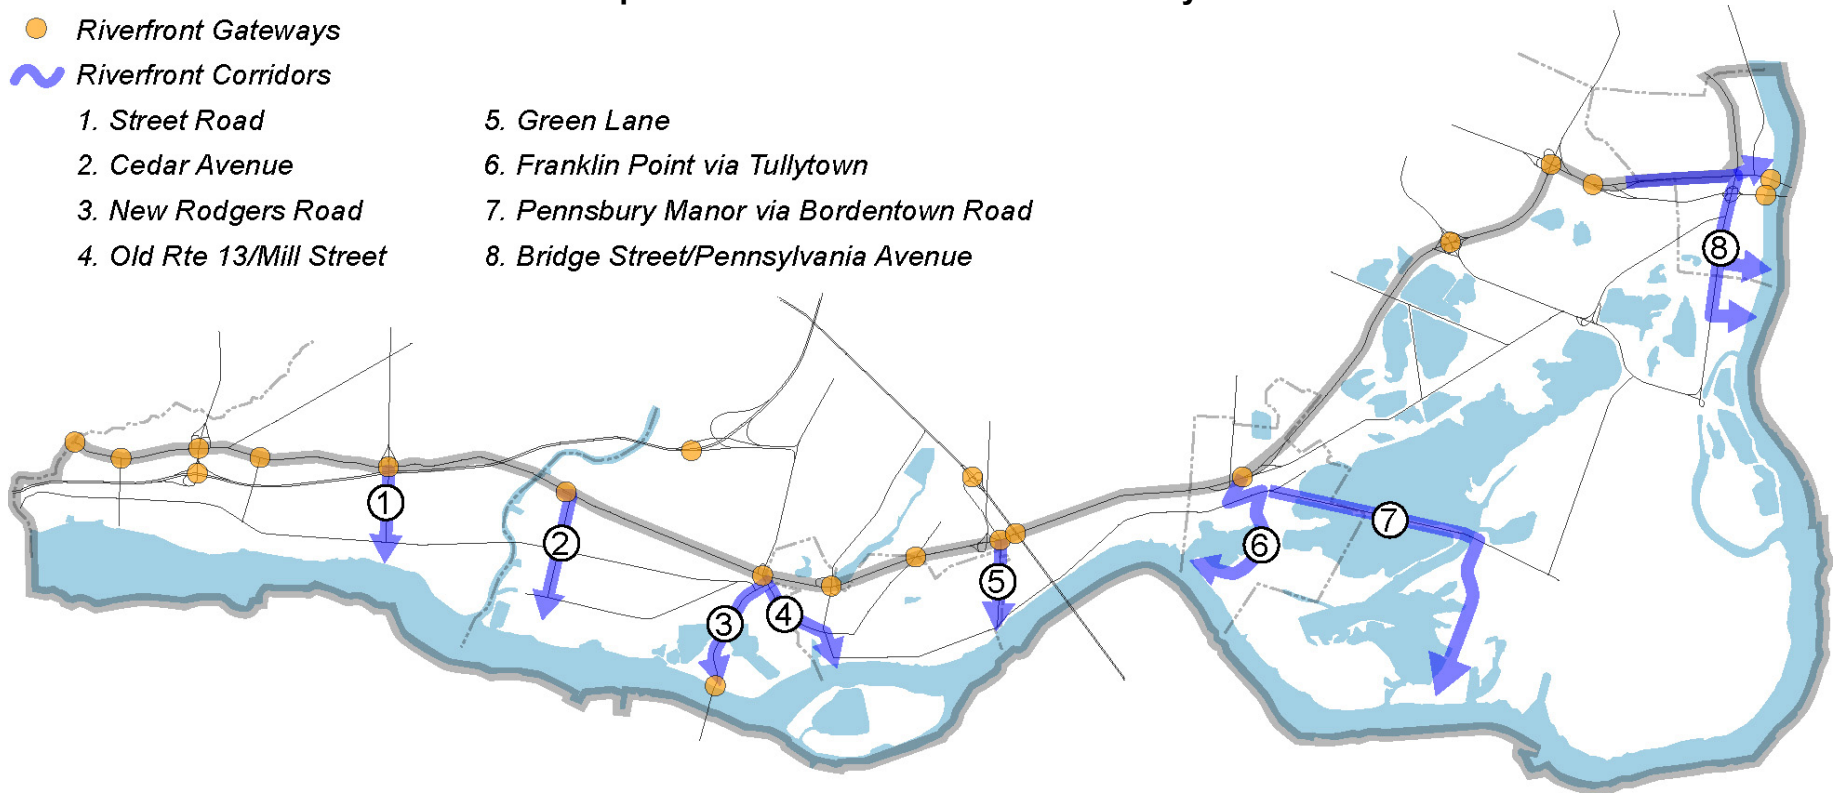 Riverfront Gateways
Riverfront Corridors
1. Street Road
2. Cedar Avenue
3. New Rodgers Road
4. Old Rte 13/Mill Street
5. Green Lane
6. Franklin Point via Tullytown
7. Pennsbury Manor via Bordentown Road
8. Bridge Street/Pennsylvania Avenue
8
1
7
2
6
5
4
3